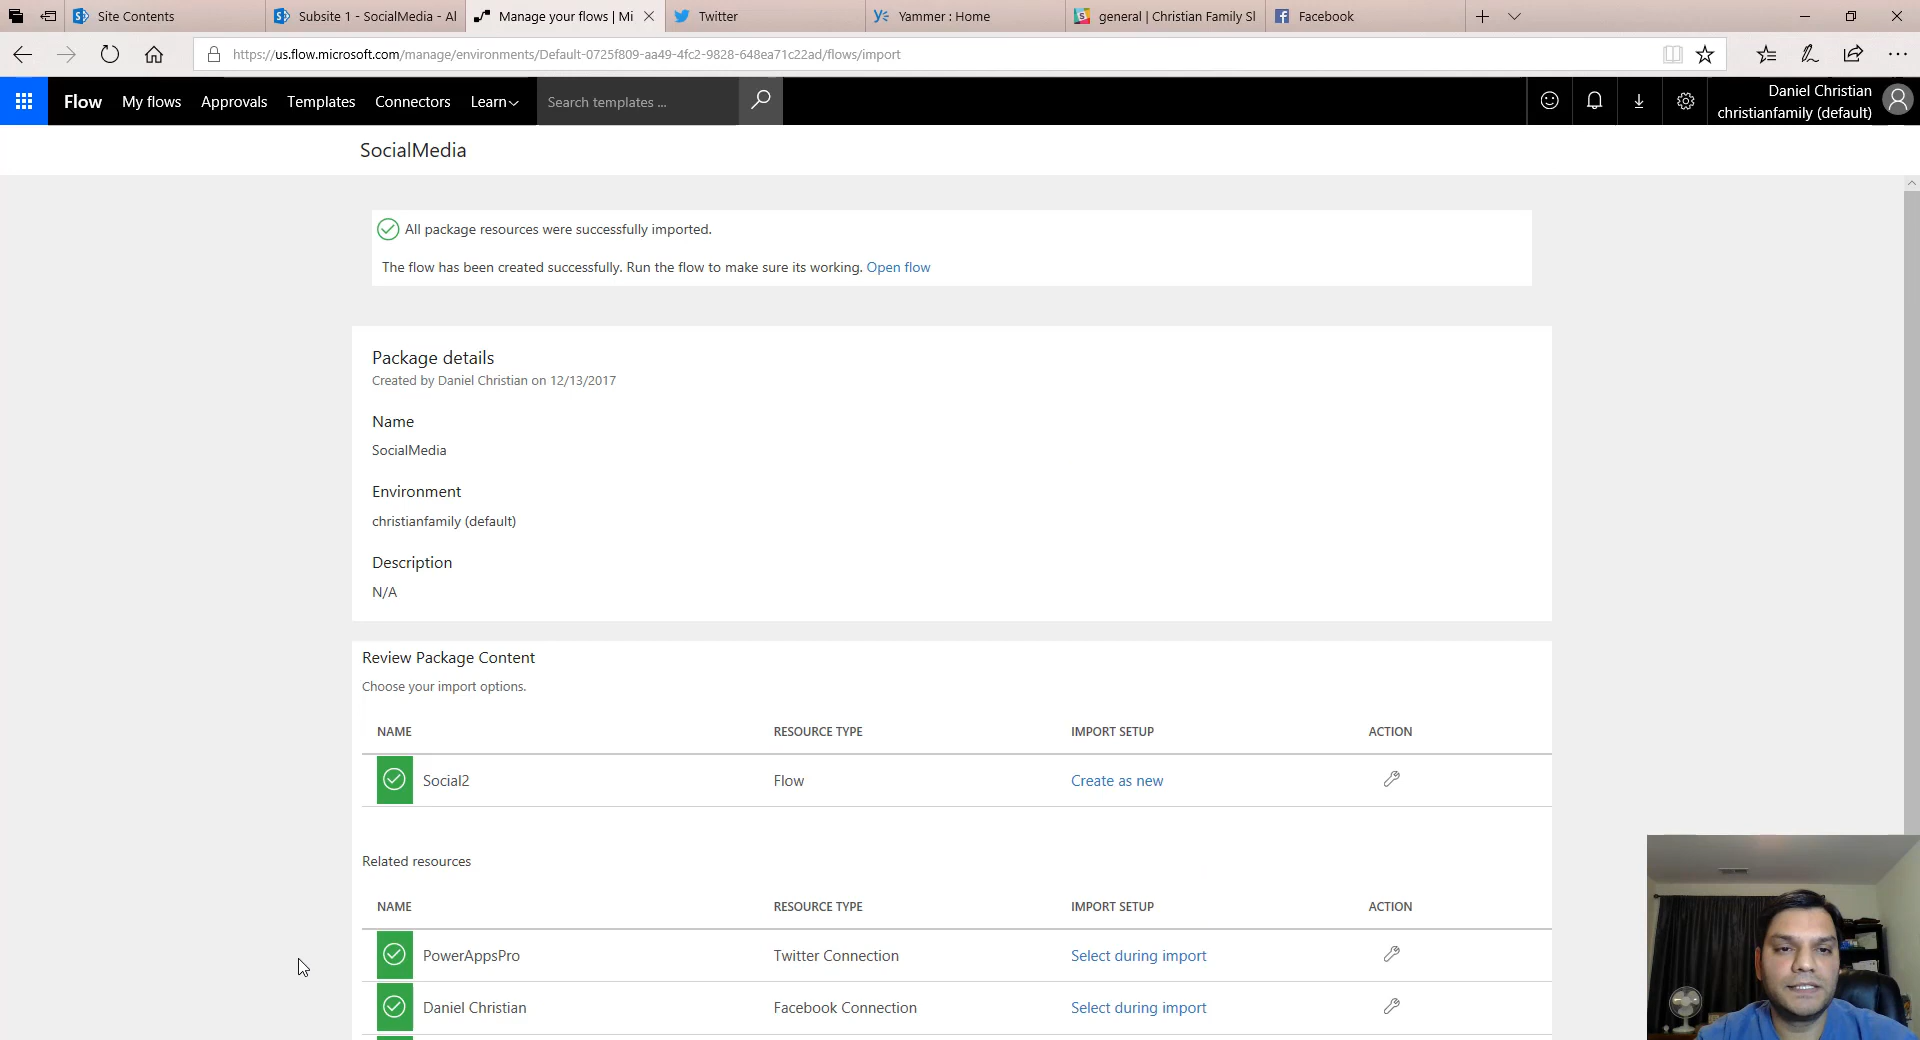 Site Contents
Subsite 1 - SocialMedia - Al
Manage your flows | Mi
Twitter
Yammer : Home
general | Christian Family Sl
Facebook
https://us.flow.microsoft.com/manage/environments/Default-0725f809-aa49-4fc2-9828-648ea71c22ad/flows/import
Flow
My flows
Approvals
Templates
Connectors
Learn
Search templates ...
Daniel Christian
christianfamily (default)
SocialMedia
All package resources were successfully imported.
The flow has been created successfully. Run the flow to make sure its working. Open flow
Package details
Created by Daniel Christian on 12/13/2017
Name
SocialMedia
Environment
christianfamily (default)
Description
N/A
Review Package Content
Choose your import options.
NAME RESOURCE TYPE IMPORT SETUP ACTION
Social2 Flow Create as new
Related resources
NAME RESOURCE TYPE IMPORT SETUP ACTION
PowerAppsPro Twitter Connection Select during import
Daniel Christian Facebook Connection Select during import